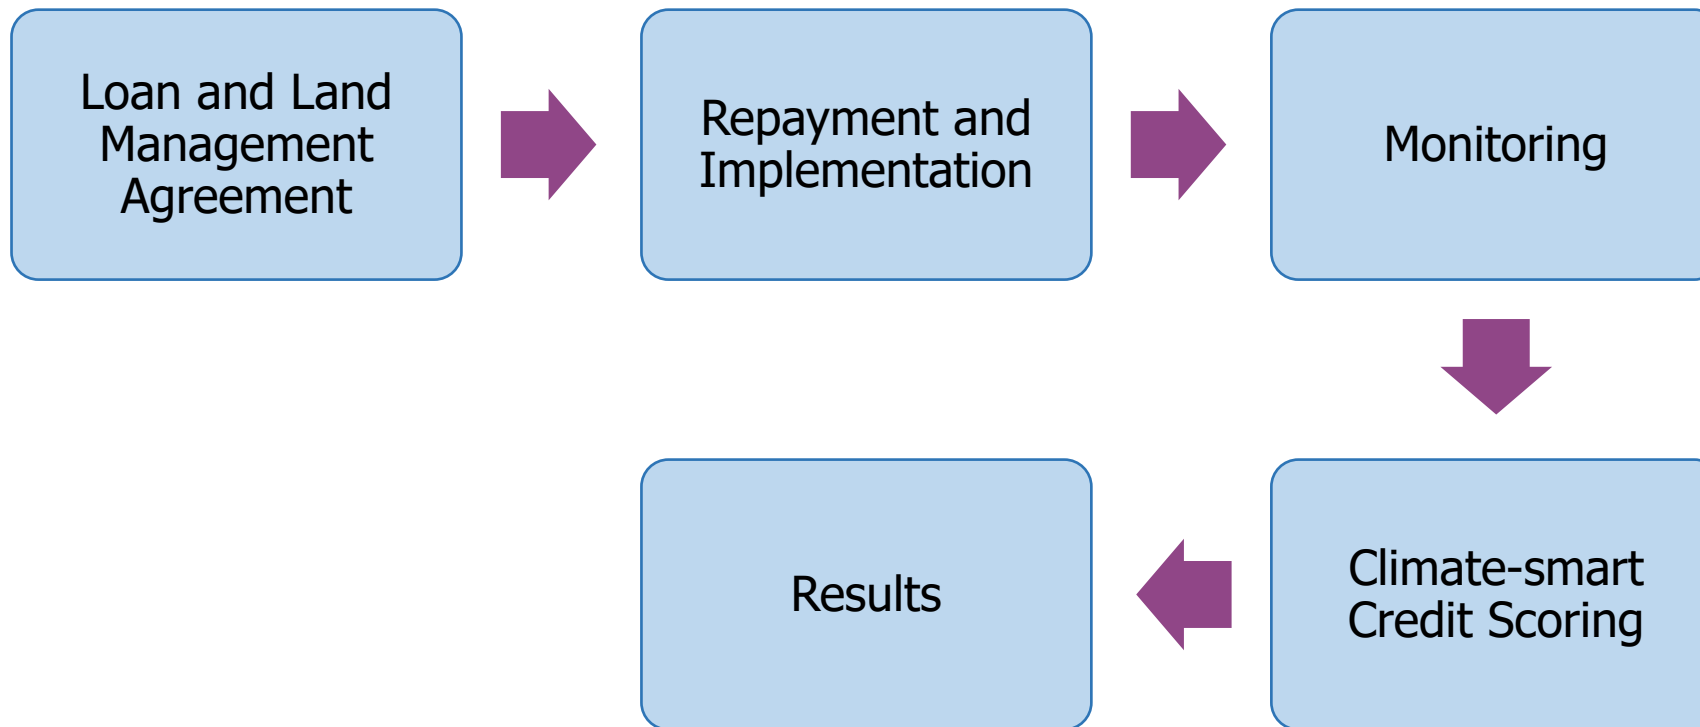 Loan and Land
Management
Agreement
Repayment and
Implementation
Monitoring
Climate-smart
Credit Scoring
Results